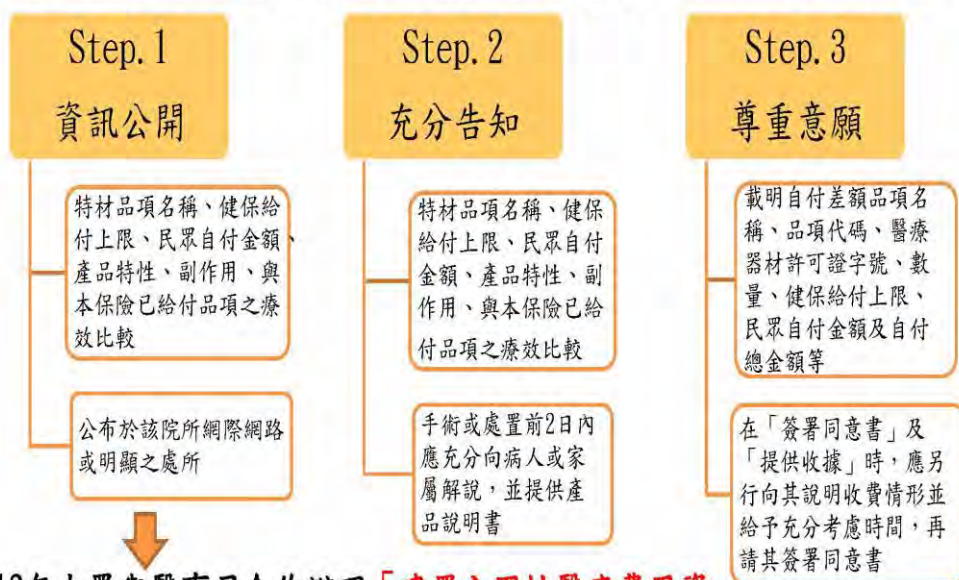 Step. 1
資訊公開
特材品項名稱、健保給
付上限、民眾自付金額、
產品特性、副作用、與
本保險已給付品項之療
效比較
公布於該院所網際網路
或明顯之處所
Step. 2
充分告知
特材品項名稱、健保
給付上限、民眾自付
金額、產品特性、副
作用、與本保險已給
付品項之療效比較
手術或處置前2日內
應充分向病人或家
屬解說,並提供產
品說明書
Step. 3
尊重意願
載明自付差額品項名
稱、品項代碼、醫療
器材許可證字號、數
量、健保給付上限、
民眾自付金額及自付
總金額等
在「簽署同意書」及
「提供收據」時,應另
行向其說明收費情形並
給予充分考慮時間,再
請其簽署同意書